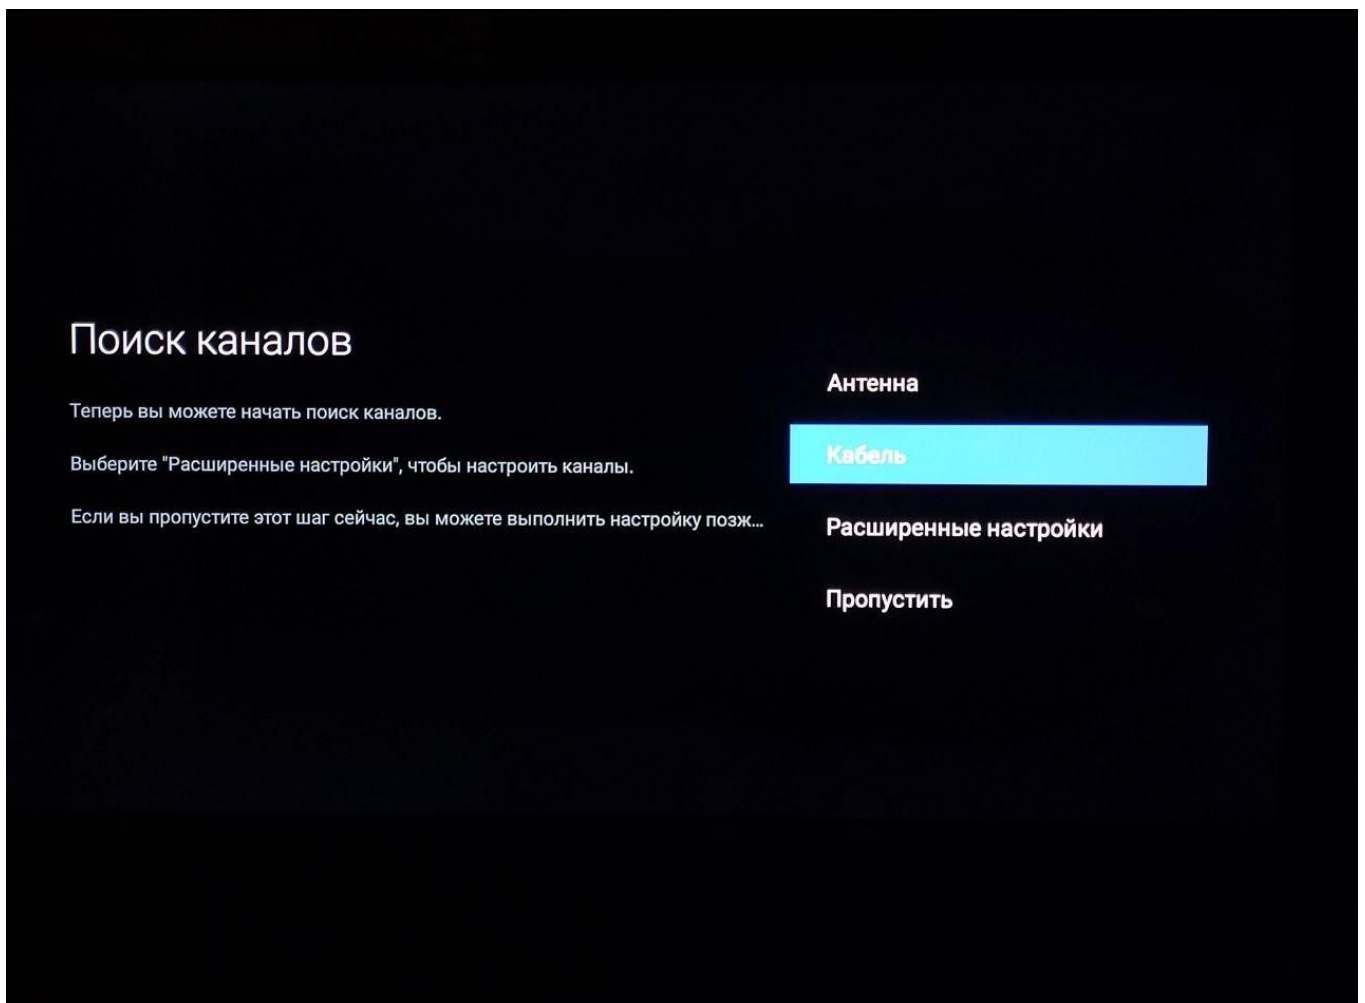 Поиск каналов
Теперь вы можете начать поиск каналов.
Выберите "Расширенные настройки", чтобы настроить каналы.
Если вы пропустите этот шаг сейчас, вы можете выполнить настройку позж...
Антенна
Кабель
Расширенные настройки
Пропустить